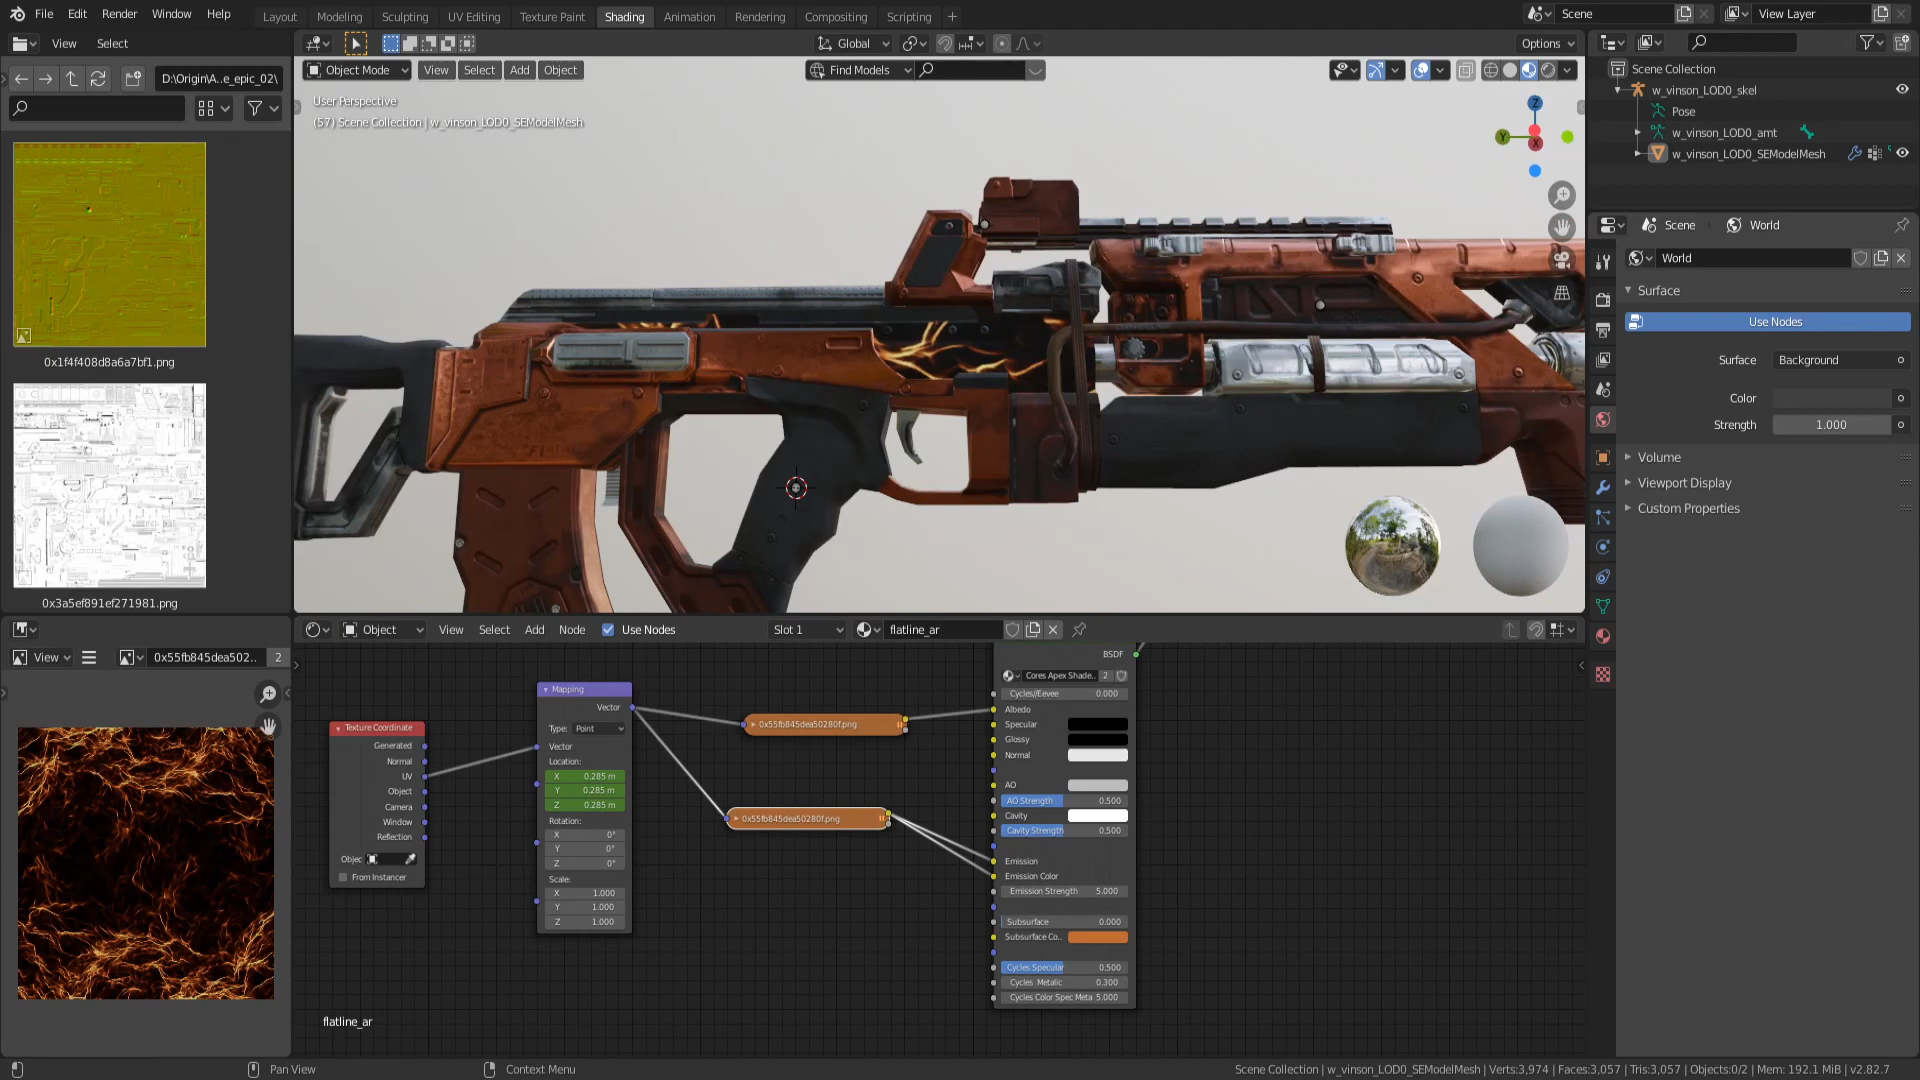 File Edit Render Window Help
Layout Modeling Sculpting UV Editing Texture Paint Shading Animation Rendering Compositing Scripting +
Scene
View Layer
View Select
D:\Origin\A..e_epic_02\
0x1f4f408d8a6a7bf1.png
0x3a5ef891ef271981.png
Global
Options
Object Mode View Select Add Object
Find Models
User Perspective
(57) Scene Collection | w_vinson_LOD0_SEModelMesh
Z
Y
X
Scene Collection
w_vinson_LOD0_skel
Pose
w_vinson_LOD0_amt
w_vinson_LOD0_SEModelMesh
Scene World
World
Surface
Use Nodes
Surface Background
Color
Strength 1.000
Volume
Viewport Display
Custom Properties
View 0x55fb845dea502.. 2
Object View Select Add Node Use Nodes Slot 1 flatline_ar
Texture Coordinate
Generated
Normal
UV
Object
Camera
Window
Reflection
Objec
From Instancer
Mapping
Vector
Type: Point
Vector
Location:
X 0.285 m
Y 0.285 m
Z 0.285 m
Rotation:
X 0°
Y 0°
Z 0°
Scale:
X 1.000
Y 1.000
Z 1.000
0x55fb845dea50280f.png
0x55fb845dea50280f.png
BSDF
Cores Apex Shade.. 2
Cycles//Eevee 0.000
Albedo
Specular
Glossy
Normal
AO
AO Strength 0.500
Cavity
Cavity Strength 0.500
Emission
Emission Color
Emission Strength 5.000
Subsurface 0.000
Subsurface Co..
Cycles Specular 0.500
Cycles Metalic 0.300
Cycles Color Spec Meta 5.000
flatline_ar
Pan View
Context Menu
Scene Collection | w_vinson_LOD0_SEModelMesh | Verts:3,974 | Faces:3,057 | Tris:3,057 | Objects:0/2 | Mem: 192.1 MiB | v2.82.7